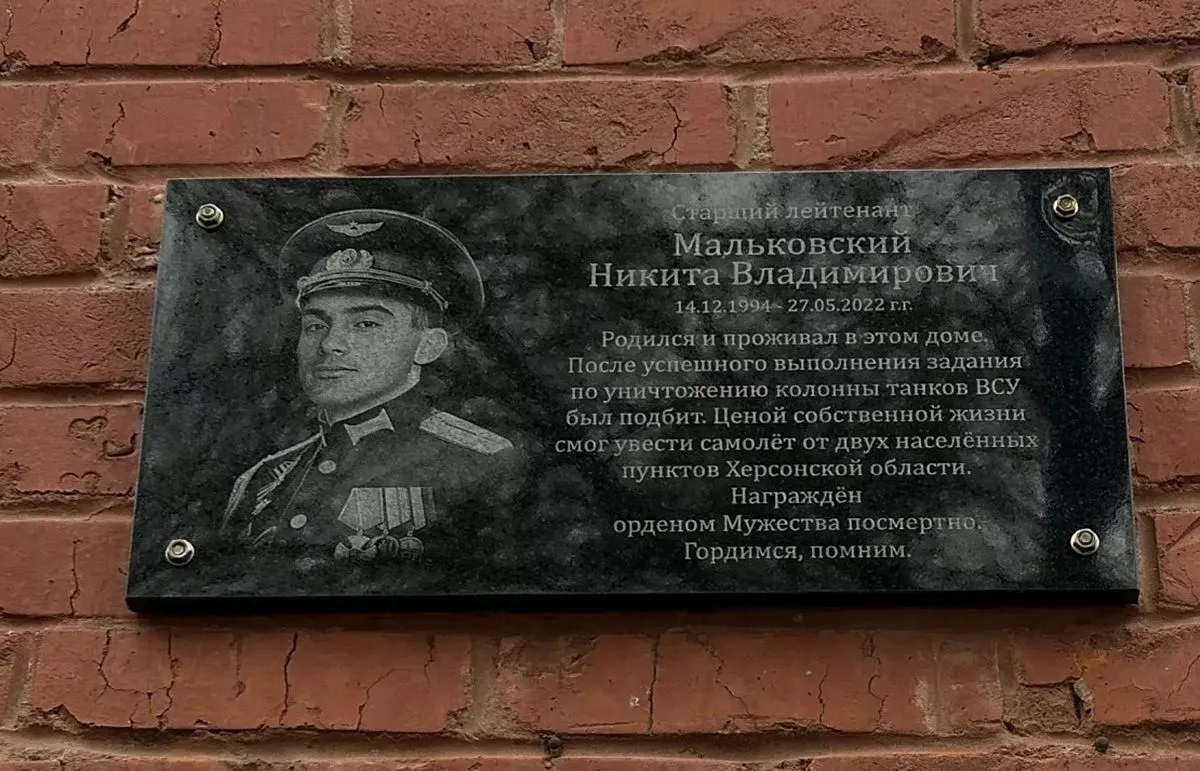 Старший лейтенант
Мальковский
Никита Владимирович
14.12.1994 - 27.05.2022 г.г.
Родился и проживал в этом доме.
После успешного выполнения задания
по уничтожению колонны танков ВСУ
был подбит. Ценой собственной жизни
смог увести самолёт от двух населённых
пунктов Херсонской области.
Награждён
орденом Мужества посмертно.
Гордимся, помним.